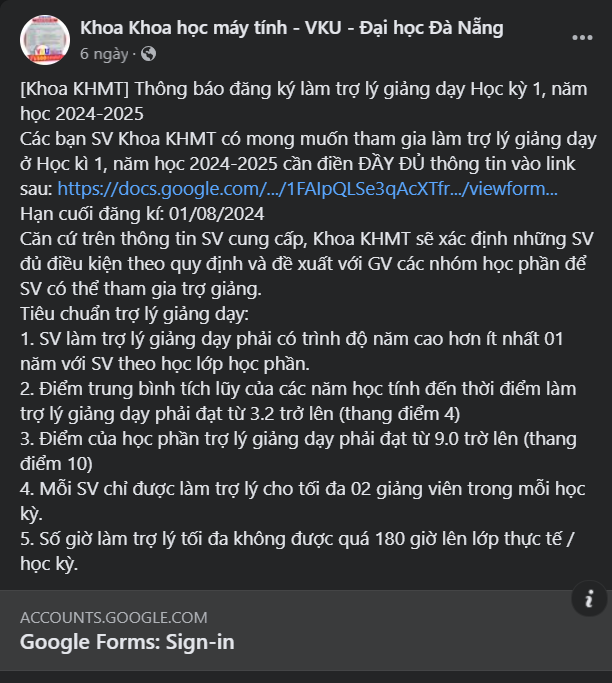 Khoa Khoa học máy tính - VKU - Đại học Đà Nẵng
6 ngày ·
[Khoa KHMT] Thông báo đăng ký làm trợ lý giảng dạy Học kỳ 1, năm
học 2024-2025
Các bạn SV Khoa KHMT có mong muốn tham gia làm trợ lý giảng dạy
ở Học kì 1, năm học 2024-2025 cần điền ĐẦY ĐỦ thông tin vào link
sau: https://docs.google.com/.../1FAIpQLSe3qAcXTfr.../viewform...
Hạn cuối đăng kí: 01/08/2024
Căn cứ trên thông tin SV cung cấp, Khoa KHMT sẽ xác định những SV
đủ điều kiện theo quy định và đề xuất với GV các nhóm học phần để
SV có thể tham gia trợ giảng.
Tiêu chuẩn trợ lý giảng dạy:
1. SV làm trợ lý giảng dạy phải có trình độ năm cao hơn ít nhất 01
năm với SV theo học lớp học phần.
2. Điểm trung bình tích lũy của các năm học tính đến thời điểm làm
trợ lý giảng dạy phải đạt từ 3.2 trở lên (thang điểm 4)
3. Điểm của học phần trợ lý giảng dạy phải đạt từ 9.0 trờ lên (thang
điểm 10)
4. Mỗi SV chỉ được làm trợ lý cho tối đa 02 giảng viên trong mỗi học
kỳ.
5. Số giờ làm trợ lý tối đa không được quá 180 giờ lên lớp thực tế /
học kỳ.
ACCOUNTS.GOOGLE.COM
Google Forms: Sign-in